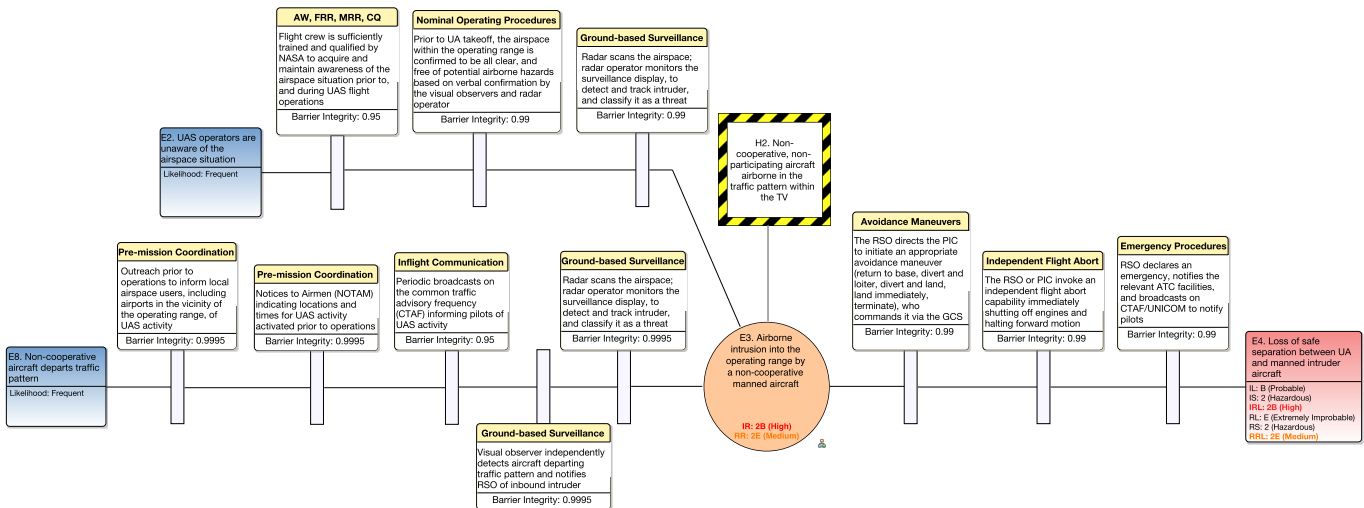 AW, FRR, MRR, CQ
Flight crew is sufficiently
trained and qualified by
NASA to acquire and
maintain awareness of the
airspace situation prior to,
and during UAS flight
operations
Barrier Integrity: 0.95
Nominal Operating Procedures
Prior to UA takeoff, the airspace
within the operating range is
confirmed to be all clear, and
free of potential airborne hazards
based on verbal confirmation by
the visual observers and radar
operator
Barrier Integrity: 0.99
Ground-based Surveillance
Radar scans the airspace;
radar operator monitors the
surveillance display, to
detect and track intruder,
and classify it as a threat
Barrier Integrity: 0.99
E2. UAS operators are
unaware of the
airspace situation
Likelihood: Frequent
H2. Non-
cooperative, non-
participating aircraft
airborne in the
traffic pattern within
the TV
Pre-mission Coordination
Outreach prior to
operations to inform local
airspace users, including
airports in the vicinity of
the operating range, of
UAS activity
Barrier Integrity: 0.9995
Pre-mission Coordination
Notices to Airmen (NOTAM)
indicating locations and
times for UAS activity
activated prior to operations
Barrier Integrity: 0.9995
Inflight Communication
Periodic broadcasts on
the common traffic
advisory frequency
(CTAF) informing pilots of
UAS activity
Barrier Integrity: 0.95
Ground-based Surveillance
Radar scans the airspace;
radar operator monitors the
surveillance display, to
detect and track intruder,
and classify it as a threat
Barrier Integrity: 0.9995
Avoidance Maneuvers
The RSO directs the PIC
to initiate an appropriate
avoidance maneuver
(return to base, divert and
loiter, divert and land,
land immediately,
terminate), who
commands it via the GCS
Barrier Integrity: 0.99
Independent Flight Abort
The RSO or PIC invoke an
independent flight abort
capability immediately
shutting off engines and
halting forward motion
Barrier Integrity: 0.99
Emergency Procedures
RSO declares an
emergency, notifies the
relevant ATC facilities,
and broadcasts on
CTAF/UNICOM to notify
pilots
Barrier Integrity: 0.99
E8. Non-cooperative
aircraft departs traffic
pattern
Likelihood: Frequent
E3. Airborne
intrusion into the
operating range by
a non-cooperative
manned aircraft
IR: 2B (High)
RR: 2E (Medium)
E4. Loss of safe
separation between UA
and manned intruder
aircraft
IL: B (Probable)
IS: 2 (Hazardous)
IRL: 2B (High)
RL: E (Extremely Improbable)
RS: 2 (Hazardous)
RRL: 2E (Medium)
Ground-based Surveillance
Visual observer independently
detects aircraft departing
traffic pattern and notifies
RSO of inbound intruder
Barrier Integrity: 0.9995